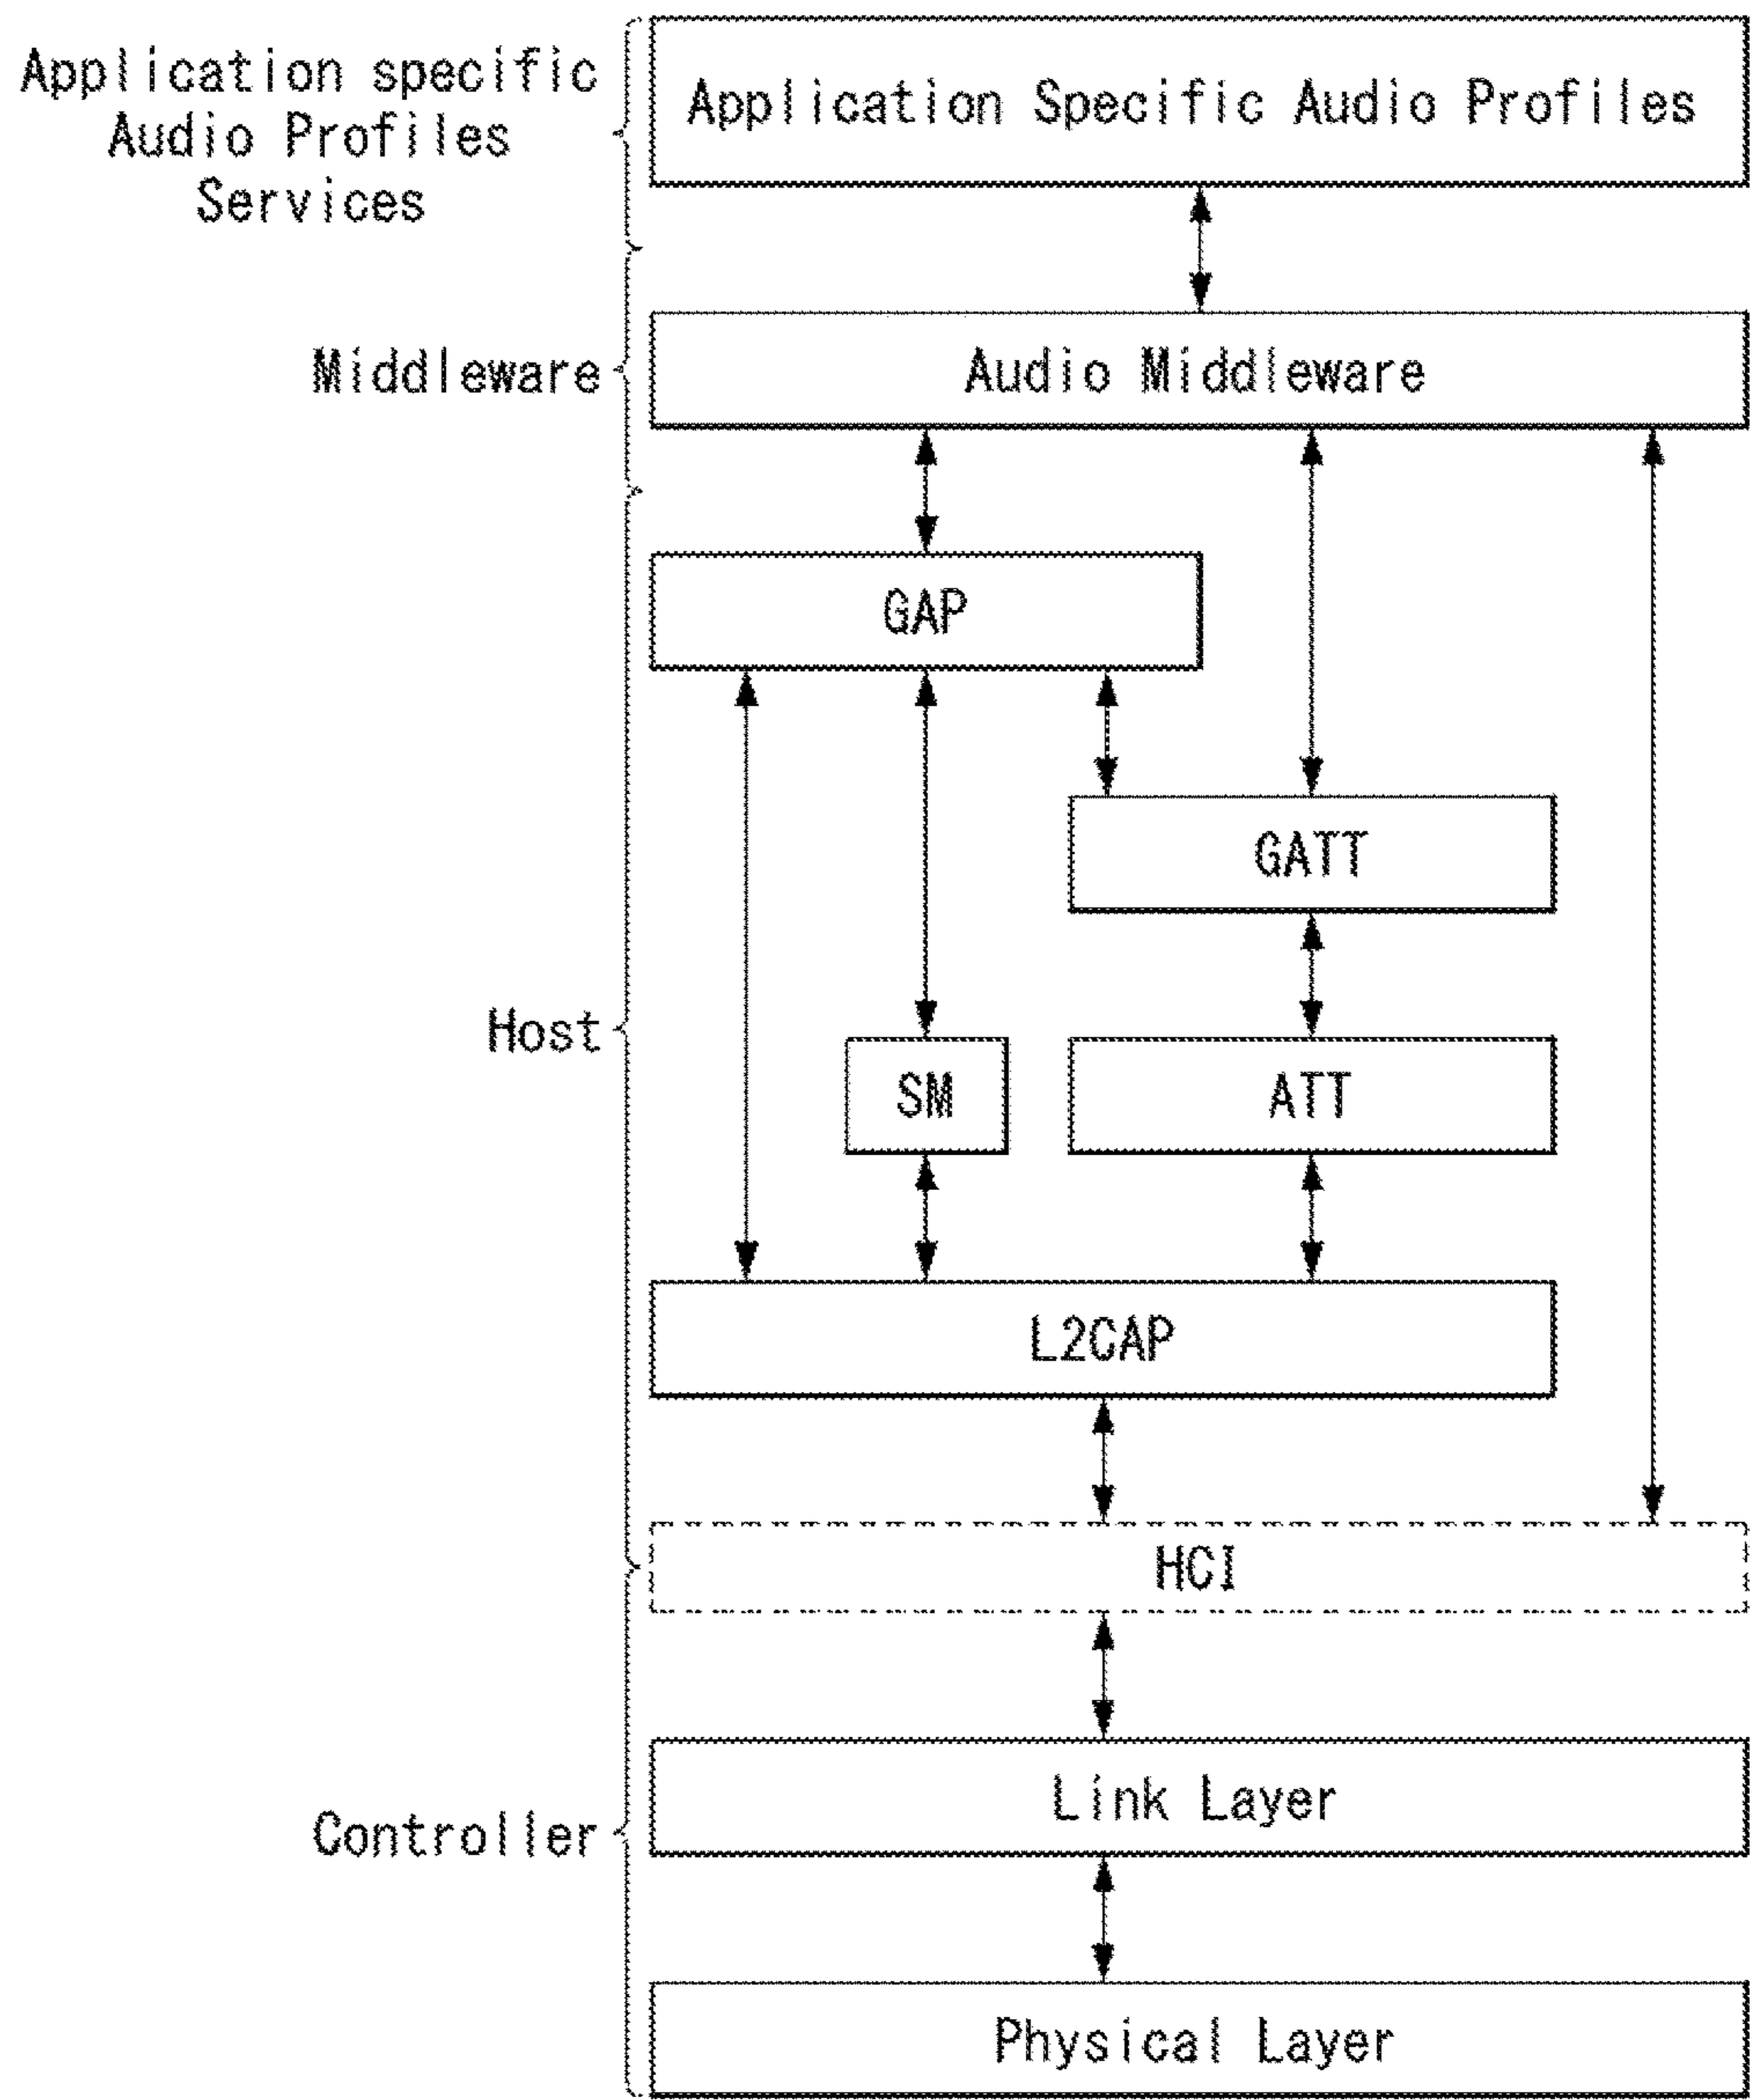 Application specific
Audio Profiles
Services
Application Specific Audio Profiles
Middleware
Audio Middleware
GAP
GATT
Host
SM
ATT
L2CAP
HCI
Controller
Link Layer
Physical Layer